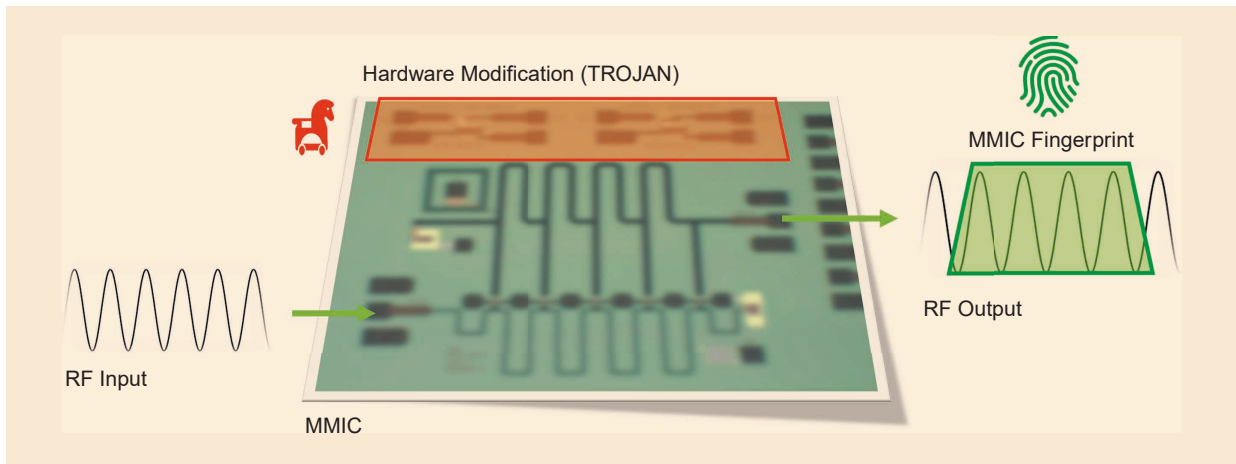 Hardware Modification (TROJAN)
MMIC Fingerprint
RF Input
RF Output
MMIC